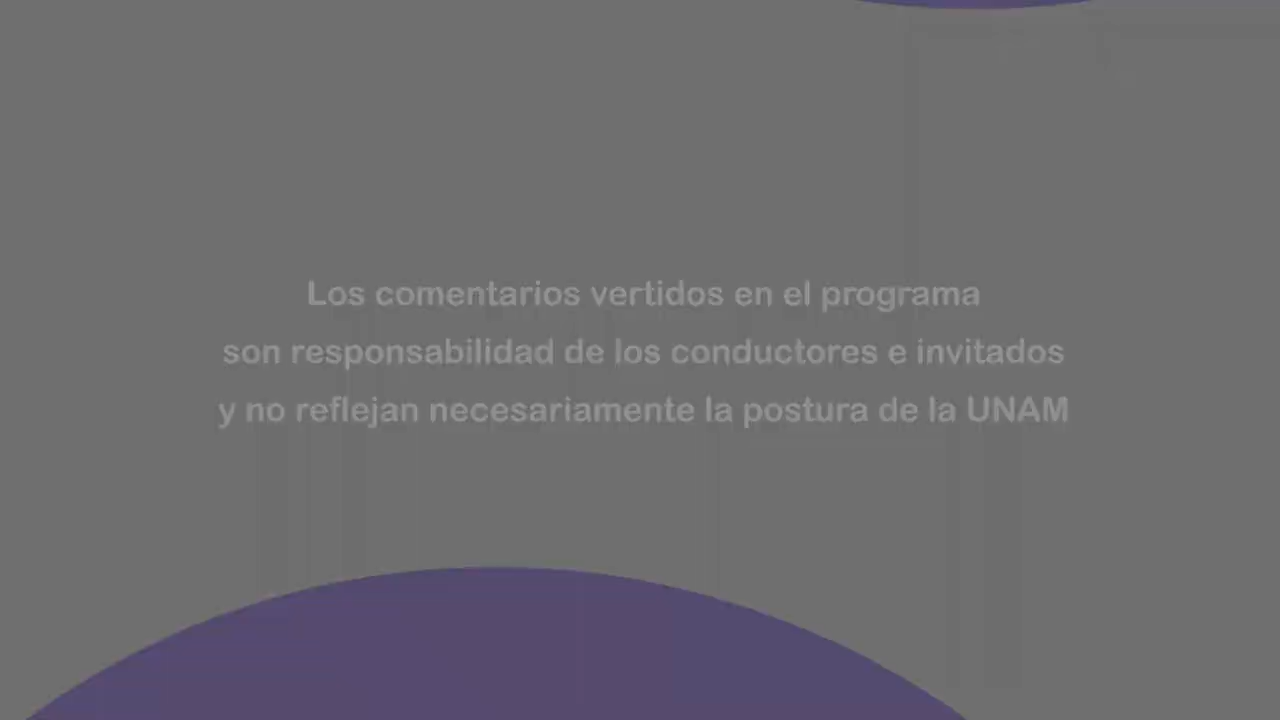 Los comentarios vertidos en el programa
son responsabilidad de los conductores e invitados
y no reflejan necesariamente la postura de la UNAM